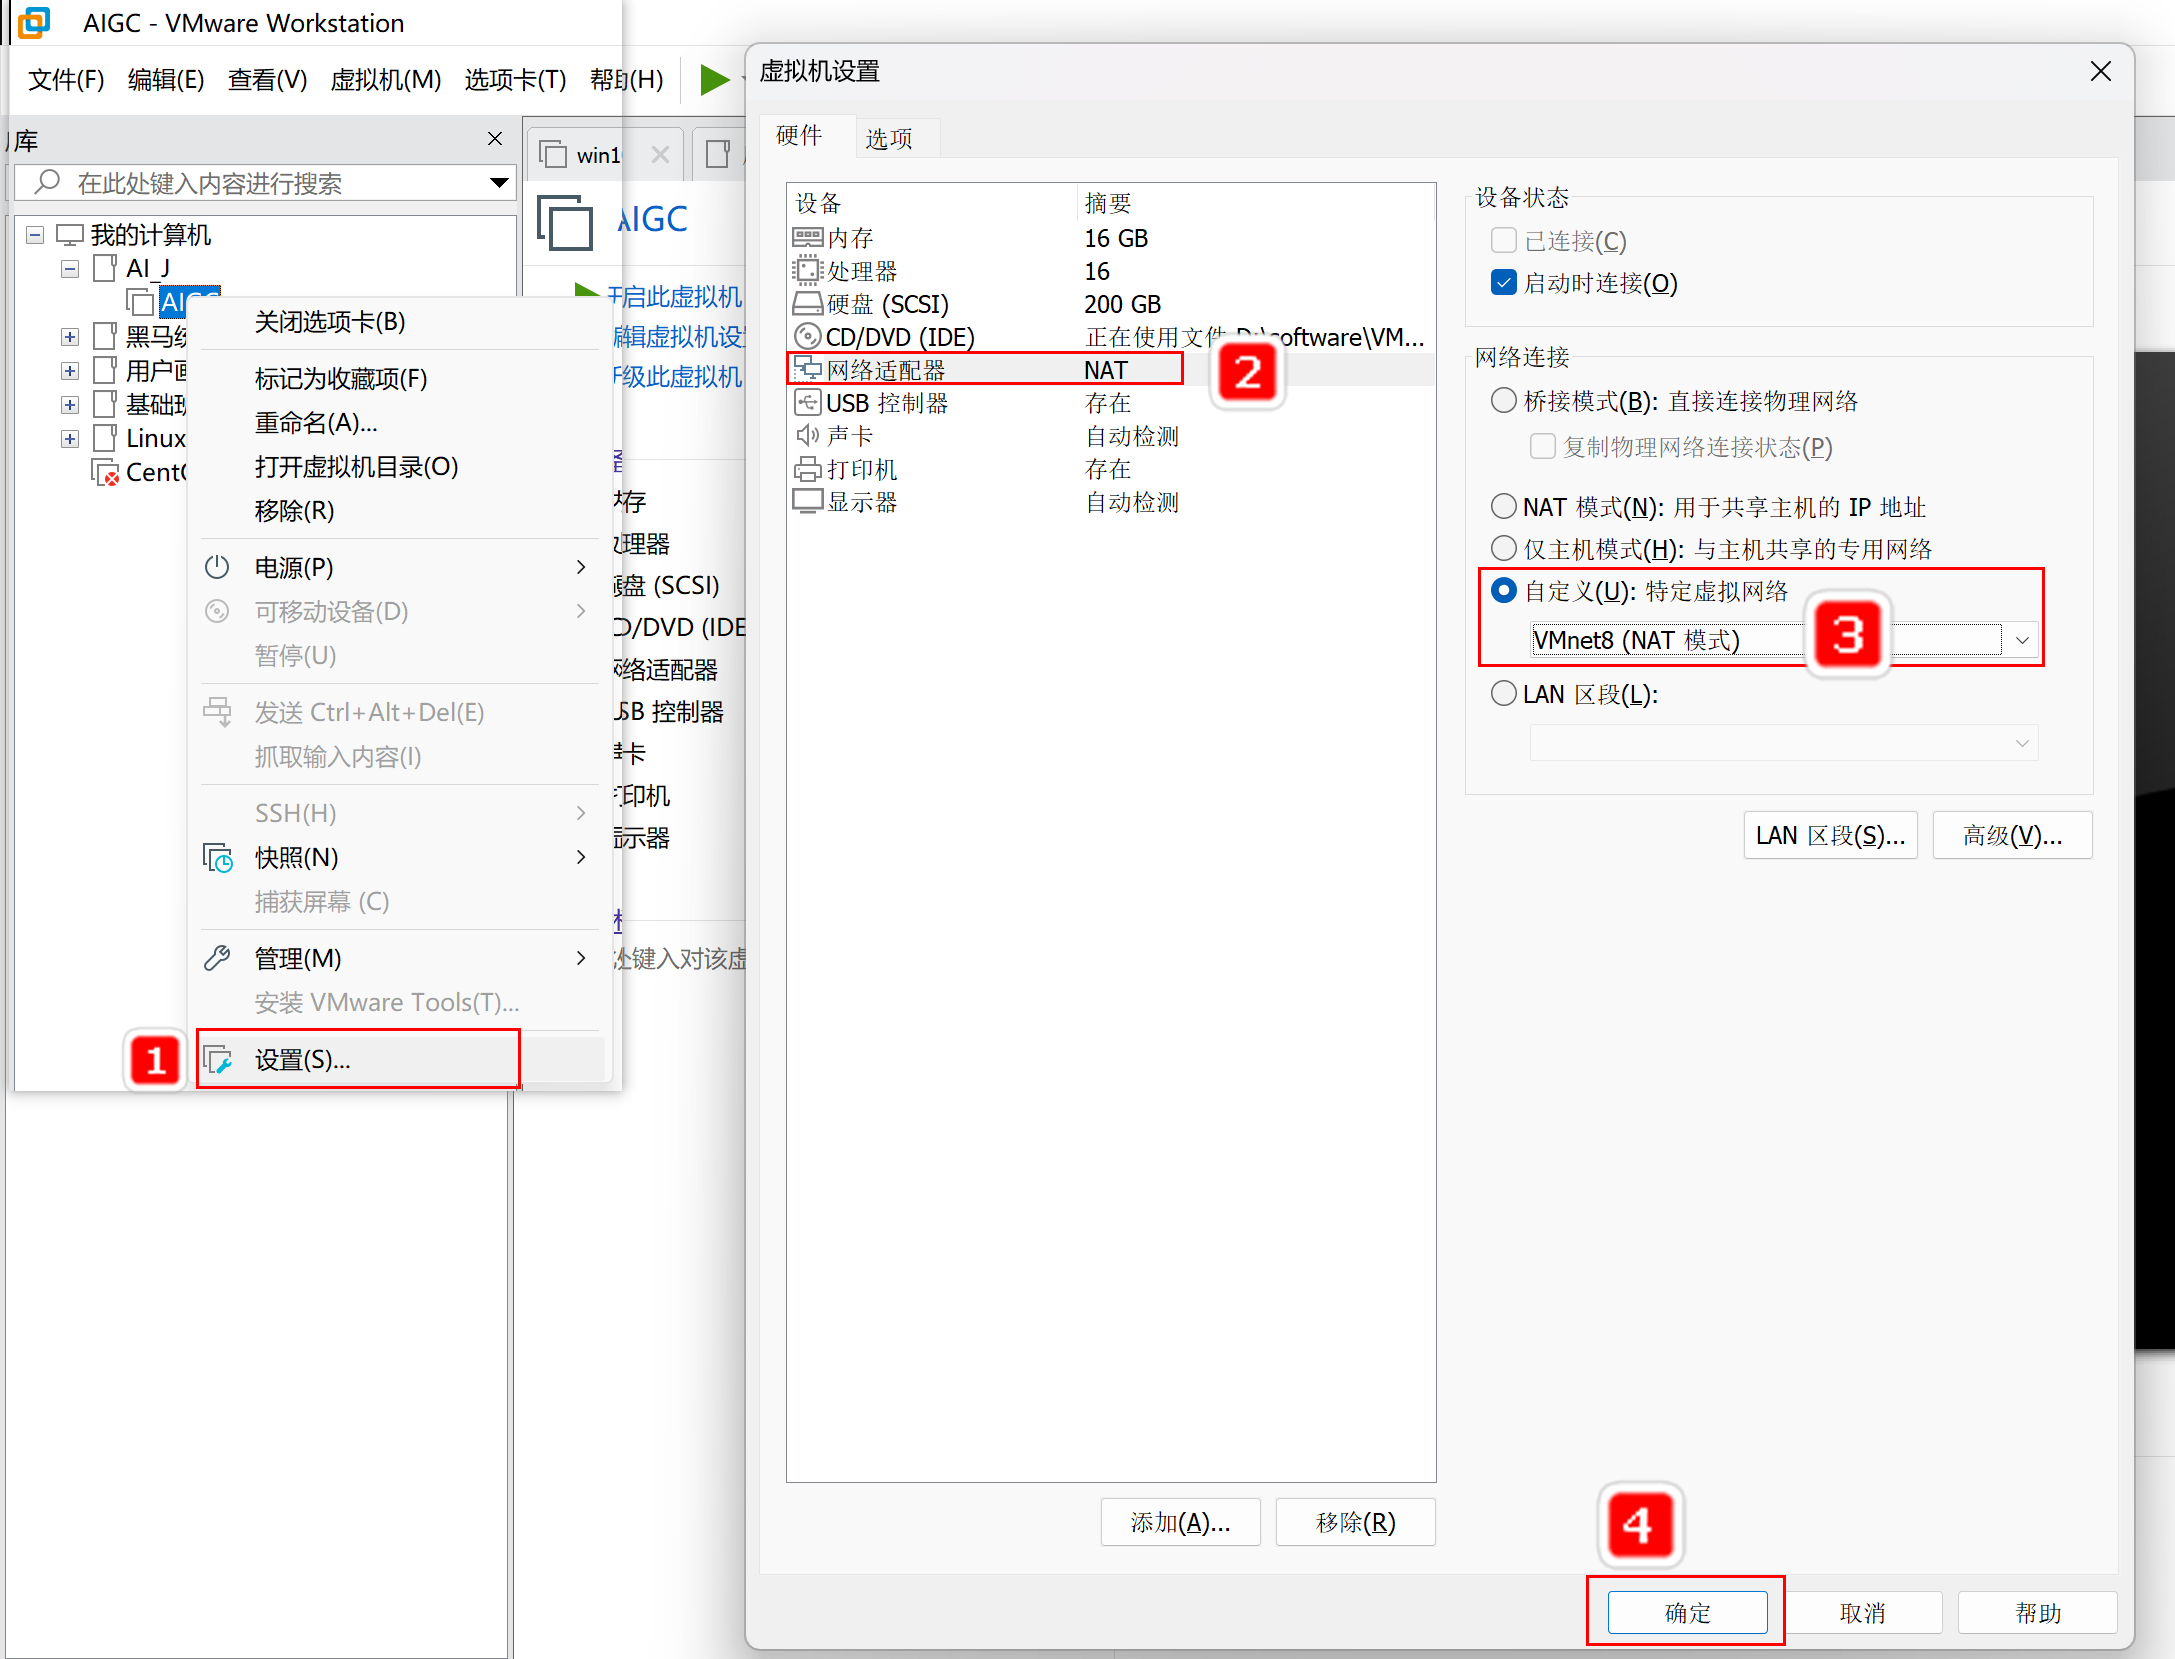 AIGC - VMware Workstation
文件(F) 编辑(E) 查看(V) 虚拟机(M) 选项卡(T) 帮助(H)
库
在此处键入内容进行搜索
我的计算机
AI_J
AIGC
黑马
用户画
基础班
Linux
Cent
关闭选项卡(B)
标记为收藏项(F)
重命名(A)...
打开虚拟机目录(O)
移除(R)
电源(P)
可移动设备(D)
暂停(U)
发送 Ctrl+Alt+Del(E)
抓取输入内容(I)
SSH(H)
快照(N)
捕获屏幕 (C)
管理(M)
安装 VMware Tools(T)...
1
设置(S)...
win1
AIGC
开启此虚拟机
编辑虚拟机设
升级此虚拟机
内存
处理器
硬盘 (SCSI)
CD/DVD (IDE
网络适配器
USB 控制器
声卡
打印机
显示器
处键入对该虚
虚拟机设置
硬件 选项
设备 摘要
内存 16 GB
处理器 16
硬盘 (SCSI) 200 GB
CD/DVD (IDE) 正在使用文件 D:\software\VM...
网络适配器 NAT
2
USB 控制器 存在
声卡 自动检测
打印机 存在
显示器 自动检测
添加(A)... 移除(R)
设备状态
已连接(C)
启动时连接(O)
网络连接
桥接模式(B): 直接连接物理网络
复制物理网络连接状态(P)
NAT 模式(N): 用于共享主机的 IP 地址
仅主机模式(H): 与主机共享的专用网络
自定义(U): 特定虚拟网络
VMnet8 (NAT 模式)
3
LAN 区段(L):
LAN 区段(S)... 高级(V)...
4
确定 取消 帮助